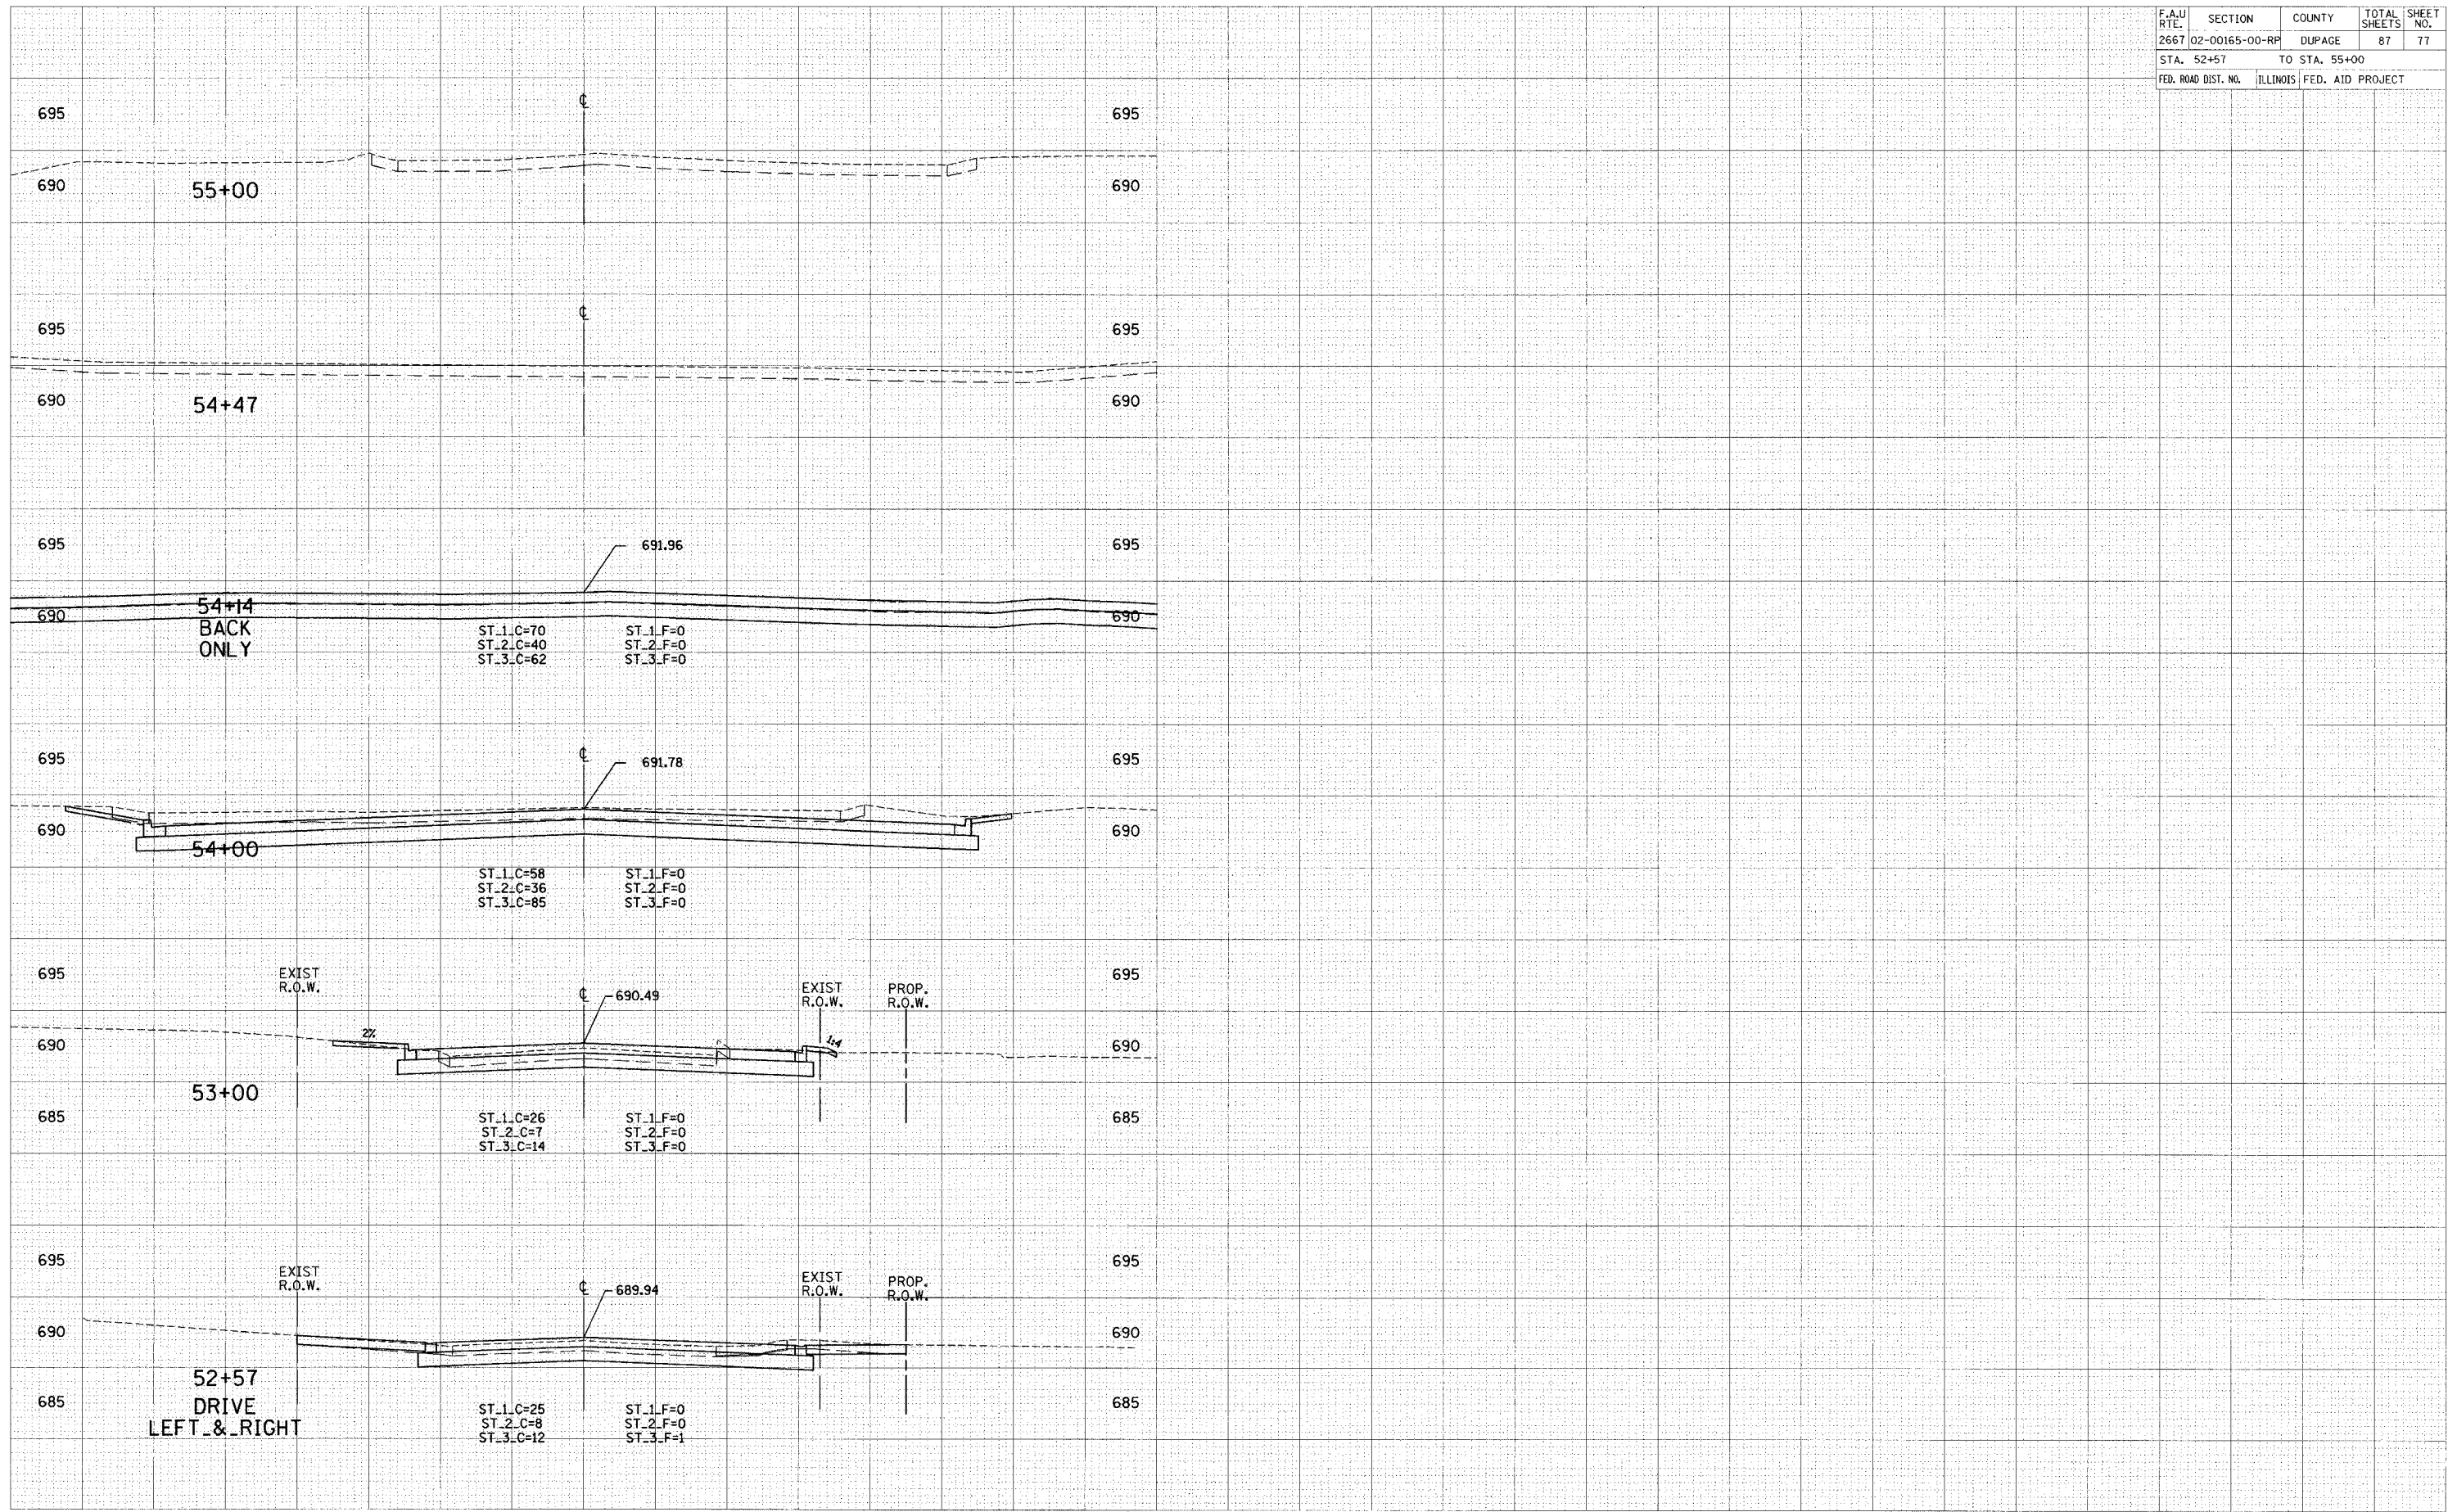 F.A.U RTE. SECTION COUNTY TOTAL SHEETS SHEET NO.
2667 02-00165-00-RP DUPAGE 87 77
STA. 52+57 TO STA. 55+00
FED. ROAD DIST. NO. ILLINOIS FED. AID PROJECT
℄
695 695
690 55+00 690
℄
695 695
690 54+47 690
695 691.96 695
54+14
690 690
BACK
ONLY
ST_1_C=70 ST_1_F=0
ST_2_C=40 ST_2_F=0
ST_3_C=62 ST_3_F=0
℄
695 691.78 695
690 690
54+00
ST_1_C=58 ST_1_F=0
ST_2_C=36 ST_2_F=0
ST_3_C=85 ST_3_F=0
695 EXIST R.O.W. 695
℄ 690.49 EXIST R.O.W. PROP. R.O.W.
2% 1:4
690 690
53+00
685 685
ST_1_C=26 ST_1_F=0
ST_2_C=7 ST_2_F=0
ST_3_C=14 ST_3_F=0
695 695
EXIST R.O.W. EXIST R.O.W. PROP. R.O.W.
℄ 689.94
690 690
52+57
685 685
DRIVE
LEFT_&_RIGHT
ST_1_C=25 ST_1_F=0
ST_2_C=8 ST_2_F=0
ST_3_C=12 ST_3_F=1